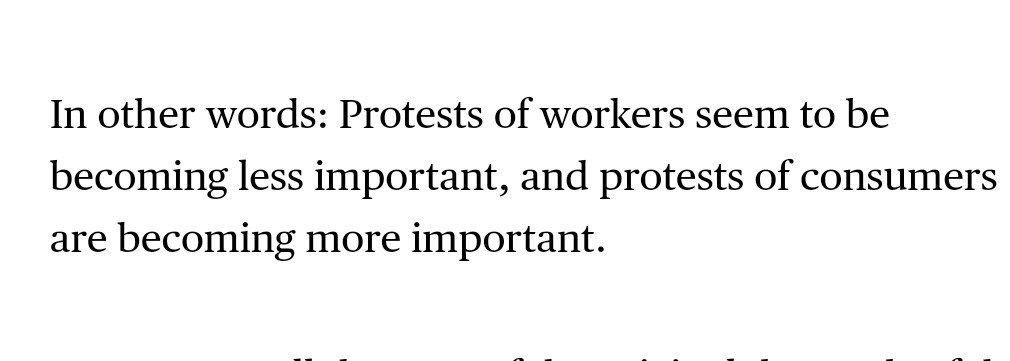 In other words: Protests of workers seem to be
becoming less important, and protests of consumers
are becoming more important.